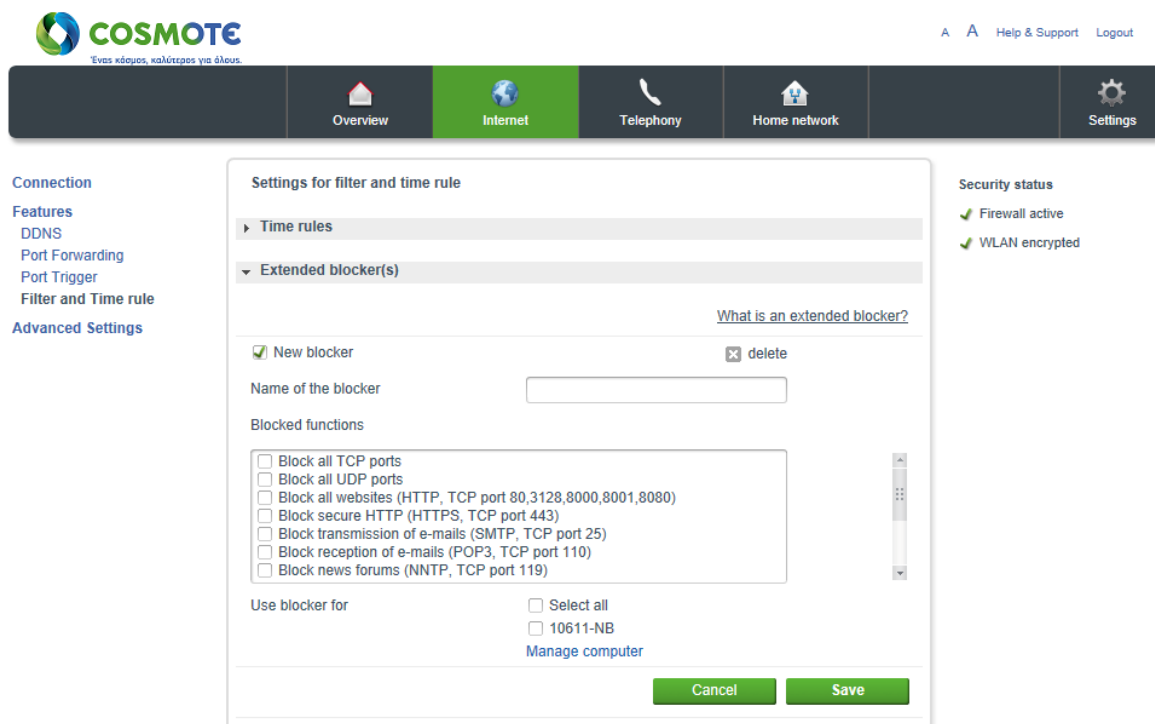 COSMOTE
Ένας κόσμος, καλύτερος για όλους.
A A Help & Support Logout
Overview Internet Telephony Home network Settings
Connection
Features
DDNS
Port Forwarding
Port Trigger
Filter and Time rule
Advanced Settings
Settings for filter and time rule
Time rules
Extended blocker(s)
What is an extended blocker?
New blocker delete
Name of the blocker
Blocked functions
Block all TCP ports
Block all UDP ports
Block all websites (HTTP, TCP port 80,3128,8000,8001,8080)
Block secure HTTP (HTTPS, TCP port 443)
Block transmission of e-mails (SMTP, TCP port 25)
Block reception of e-mails (POP3, TCP port 110)
Block news forums (NNTP, TCP port 119)
Use blocker for Select all
10611-NB
Manage computer
Cancel Save
Security status
Firewall active
WLAN encrypted